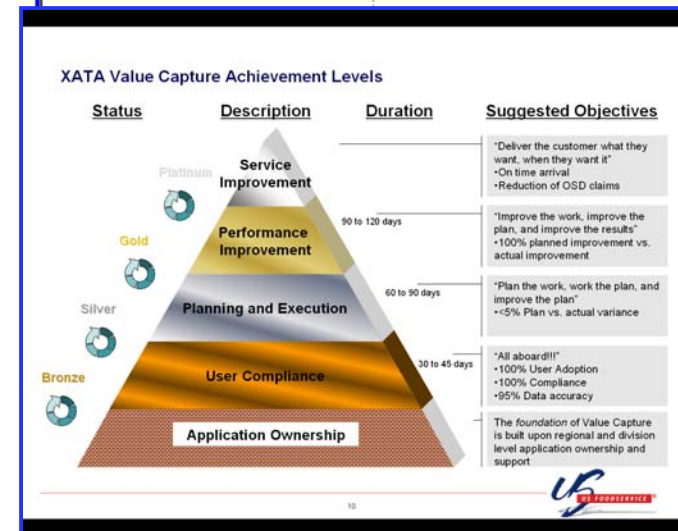 XATA Value Capture Achievement Levels
Status Description Duration Suggested Objectives
Platinum
Service
Improvement
"Deliver the customer what they
want, when they want it"
•On time arrival
•Reduction of OSD claims
90 to 120 days
Gold
Performance
Improvement
"Improve the work, improve the
plan, and improve the results"
•100% planned improvement vs.
actual improvement
60 to 90 days
Silver
Planning and Execution
"Plan the work, work the plan, and
improve the plan"
•<5% Plan vs. actual variance
30 to 45 days
Bronze
User Compliance
"All aboard!!!"
•100% User Adoption
•100% Compliance
•95% Data accuracy
Application Ownership
The foundation of Value Capture
is built upon regional and division
level application ownership and
support
10
US
US FOODSERVICE